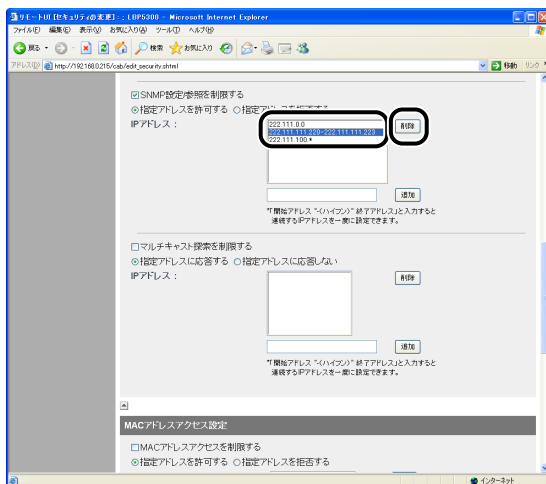 リモートUI [セキュリティの変更] : ; LBP5300 - Microsoft Internet Explorer
ファイル(F) 編集(E) 表示(V) お気に入り(A) ツール(T) ヘルプ(H)
戻る 検索 お気に入り
アドレス(D) http://192.168.0.215/cab/edit_security.shtml 移動 リンク
SNMP設定/参照を制限する
指定アドレスを許可する 指定アドレスを拒否する
IPアドレス :
222.111.0.0
222.111.111.220-222.111.111.229
222.111.100.*
削除
追加
*「開始アドレス "-(ハイフン)" 終了アドレス」と入力すると
連続するIPアドレスを一度に設定できます。
マルチキャスト探索を制限する
指定アドレスに応答する 指定アドレスに応答しない
IPアドレス :
削除
追加
*「開始アドレス "-(ハイフン)" 終了アドレス」と入力すると
連続するIPアドレスを一度に設定できます。
MACアドレスアクセス設定
MACアドレスアクセスを制限する
指定アドレスを許可する 指定アドレスを拒否する
インターネット